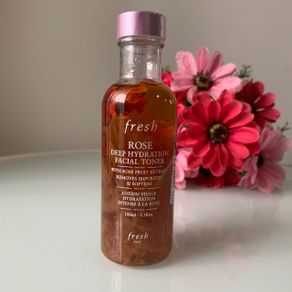 fresh
ROSE
DEEP HYDRATION
FACIAL TONER
WITH ROSE FRUIT EXTRACT
REMOVES IMPURITIES
& SOFTENS
LOTION VISAGE
HYDRATATION
INTENSE À LA ROSE
fresh